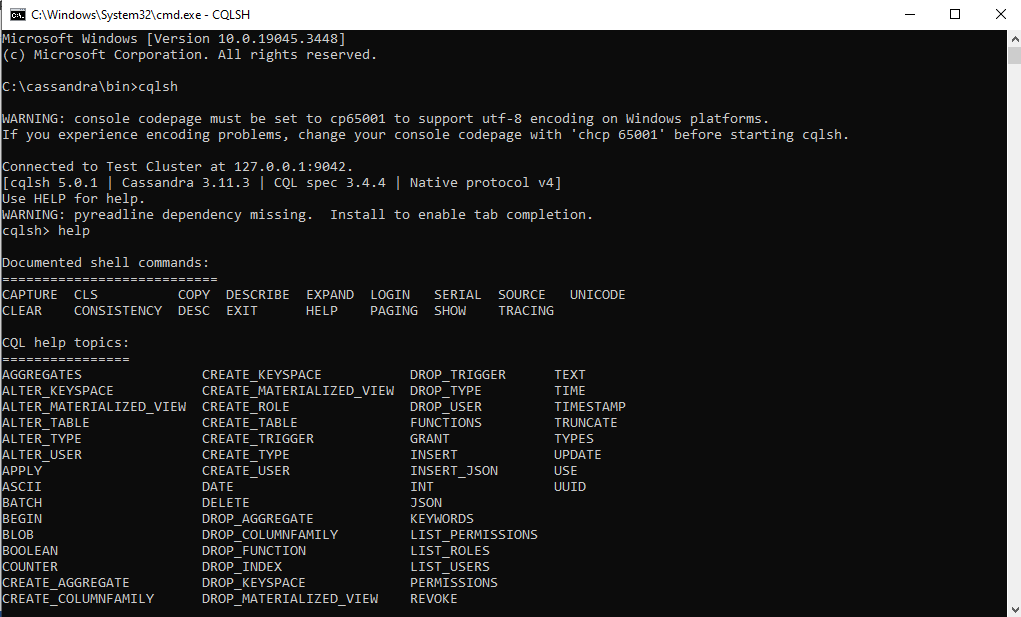 C:\Windows\System32\cmd.exe - CQLSH
Microsoft Windows [Version 10.0.19045.3448]
(c) Microsoft Corporation. All rights reserved.
C:\cassandra\bin>cqlsh
WARNING: console codepage must be set to cp65001 to support utf-8 encoding on Windows platforms.
If you experience encoding problems, change your console codepage with 'chcp 65001' before starting cqlsh.
Connected to Test Cluster at 127.0.0.1:9042.
[cqlsh 5.0.1 | Cassandra 3.11.3 | CQL spec 3.4.4 | Native protocol v4]
Use HELP for help.
WARNING: pyreadline dependency missing.  Install to enable tab completion.
cqlsh> help
Documented shell commands:
===========================
CAPTURE  CLS          COPY  DESCRIBE  EXPAND  LOGIN   SERIAL  SOURCE   UNICODE
CLEAR    CONSISTENCY  DESC  EXIT      HELP    PAGING  SHOW    TRACING
CQL help topics:
================
AGGREGATES               CREATE_KEYSPACE           DROP_TRIGGER      TEXT
ALTER_KEYSPACE           CREATE_MATERIALIZED_VIEW  DROP_TYPE         TIME
ALTER_MATERIALIZED_VIEW  CREATE_ROLE               DROP_USER         TIMESTAMP
ALTER_TABLE              CREATE_TABLE              FUNCTIONS         TRUNCATE
ALTER_TYPE               CREATE_TRIGGER            GRANT             TYPES
ALTER_USER               CREATE_TYPE               INSERT            UPDATE
APPLY                    CREATE_USER               INSERT_JSON       USE
ASCII                    DATE                      INT               UUID
BATCH                    DELETE                    JSON
BEGIN                    DROP_AGGREGATE            KEYWORDS
BLOB                     DROP_COLUMNFAMILY         LIST_PERMISSIONS
BOOLEAN                  DROP_FUNCTION             LIST_ROLES
COUNTER                  DROP_INDEX                LIST_USERS
CREATE_AGGREGATE         DROP_KEYSPACE             PERMISSIONS
CREATE_COLUMNFAMILY      DROP_MATERIALIZED_VIEW    REVOKE